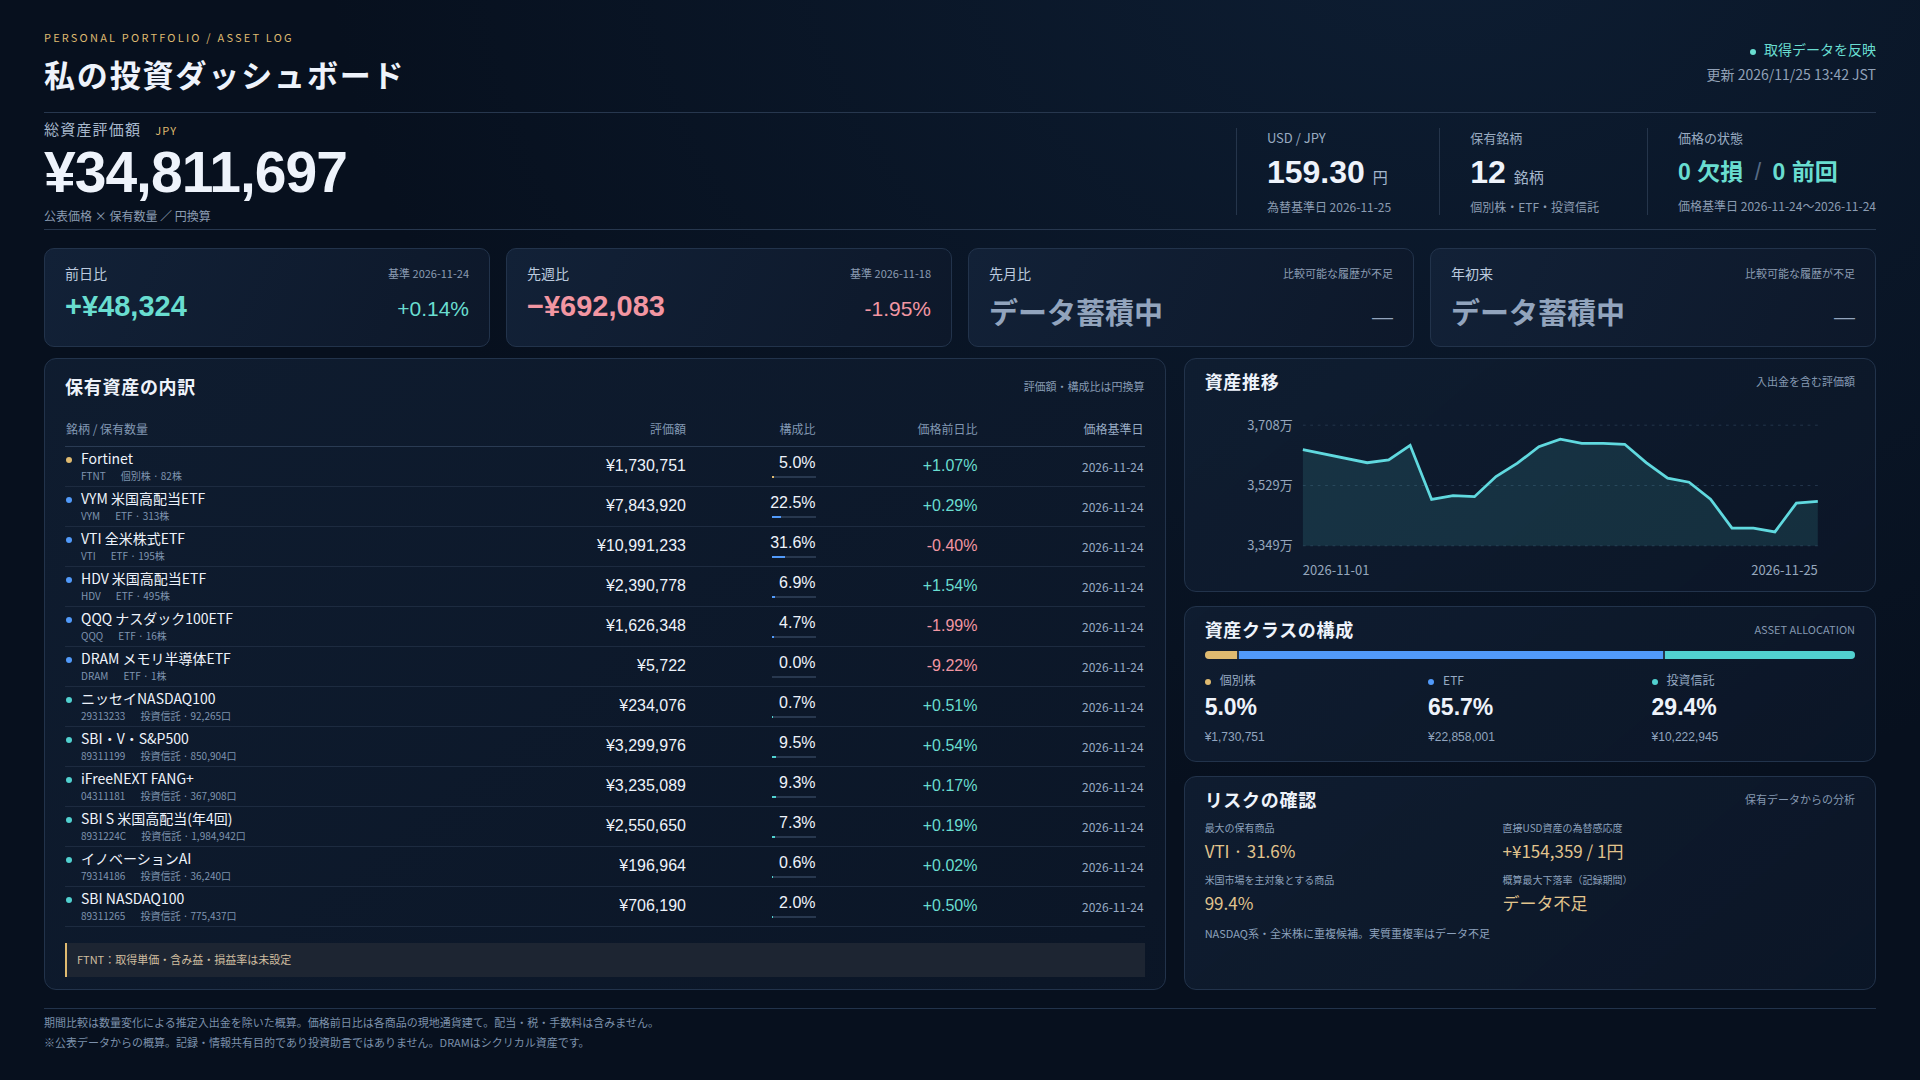 PERSONAL PORTFOLIO / ASSET LOG
私の投資ダッシュボード
取得データを反映
更新 2026/11/25 13:42 JST
総資産評価額 JPY
¥34,811,697
公表価格 × 保有数量 ／ 円換算
USD / JPY
159.30 円
為替基準日 2026-11-25
保有銘柄
12 銘柄
個別株・ETF・投資信託
価格の状態
0 欠損 / 0 前回
価格基準日 2026-11-24〜2026-11-24
前日比 基準 2026-11-24
+¥48,324 +0.14%
先週比 基準 2026-11-18
−¥692,083 -1.95%
先月比 比較可能な履歴が不足
データ蓄積中 —
年初来 比較可能な履歴が不足
データ蓄積中 —
保有資産の内訳 評価額・構成比は円換算
銘柄 / 保有数量 評価額 構成比 価格前日比 価格基準日
Fortinet ¥1,730,751 5.0% +1.07% 2026-11-24
FTNT 個別株・82株
VYM 米国高配当ETF ¥7,843,920 22.5% +0.29% 2026-11-24
VYM ETF・313株
VTI 全米株式ETF ¥10,991,233 31.6% -0.40% 2026-11-24
VTI ETF・195株
HDV 米国高配当ETF ¥2,390,778 6.9% +1.54% 2026-11-24
HDV ETF・495株
QQQ ナスダック100ETF ¥1,626,348 4.7% -1.99% 2026-11-24
QQQ ETF・16株
DRAM メモリ半導体ETF ¥5,722 0.0% -9.22% 2026-11-24
DRAM ETF・1株
ニッセイNASDAQ100 ¥234,076 0.7% +0.51% 2026-11-24
29313233 投資信託・92,265口
SBI・V・S&P500 ¥3,299,976 9.5% +0.54% 2026-11-24
89311199 投資信託・850,904口
iFreeNEXT FANG+ ¥3,235,089 9.3% +0.17% 2026-11-24
04311181 投資信託・367,908口
SBI S 米国高配当(年4回) ¥2,550,650 7.3% +0.19% 2026-11-24
8931224C 投資信託・1,984,942口
イノベーションAI ¥196,964 0.6% +0.02% 2026-11-24
79314186 投資信託・36,240口
SBI NASDAQ100 ¥706,190 2.0% +0.50% 2026-11-24
89311265 投資信託・775,437口
FTNT：取得単価・含み益・損益率は未設定
資産推移 入出金を含む評価額
3,708万
3,529万
3,349万
2026-11-01 2026-11-25
資産クラスの構成 ASSET ALLOCATION
個別株 ETF 投資信託
5.0% 65.7% 29.4%
¥1,730,751 ¥22,858,001 ¥10,222,945
リスクの確認 保有データからの分析
最大の保有商品 直接USD資産の為替感応度
VTI・31.6% +¥154,359 / 1円
米国市場を主対象とする商品 概算最大下落率（記録期間）
99.4% データ不足
NASDAQ系・全米株に重複候補。実質重複率はデータ不足
期間比較は数量変化による推定入出金を除いた概算。価格前日比は各商品の現地通貨建て。配当・税・手数料は含みません。
※公表データからの概算。記録・情報共有目的であり投資助言ではありません。DRAMはシクリカル資産です。